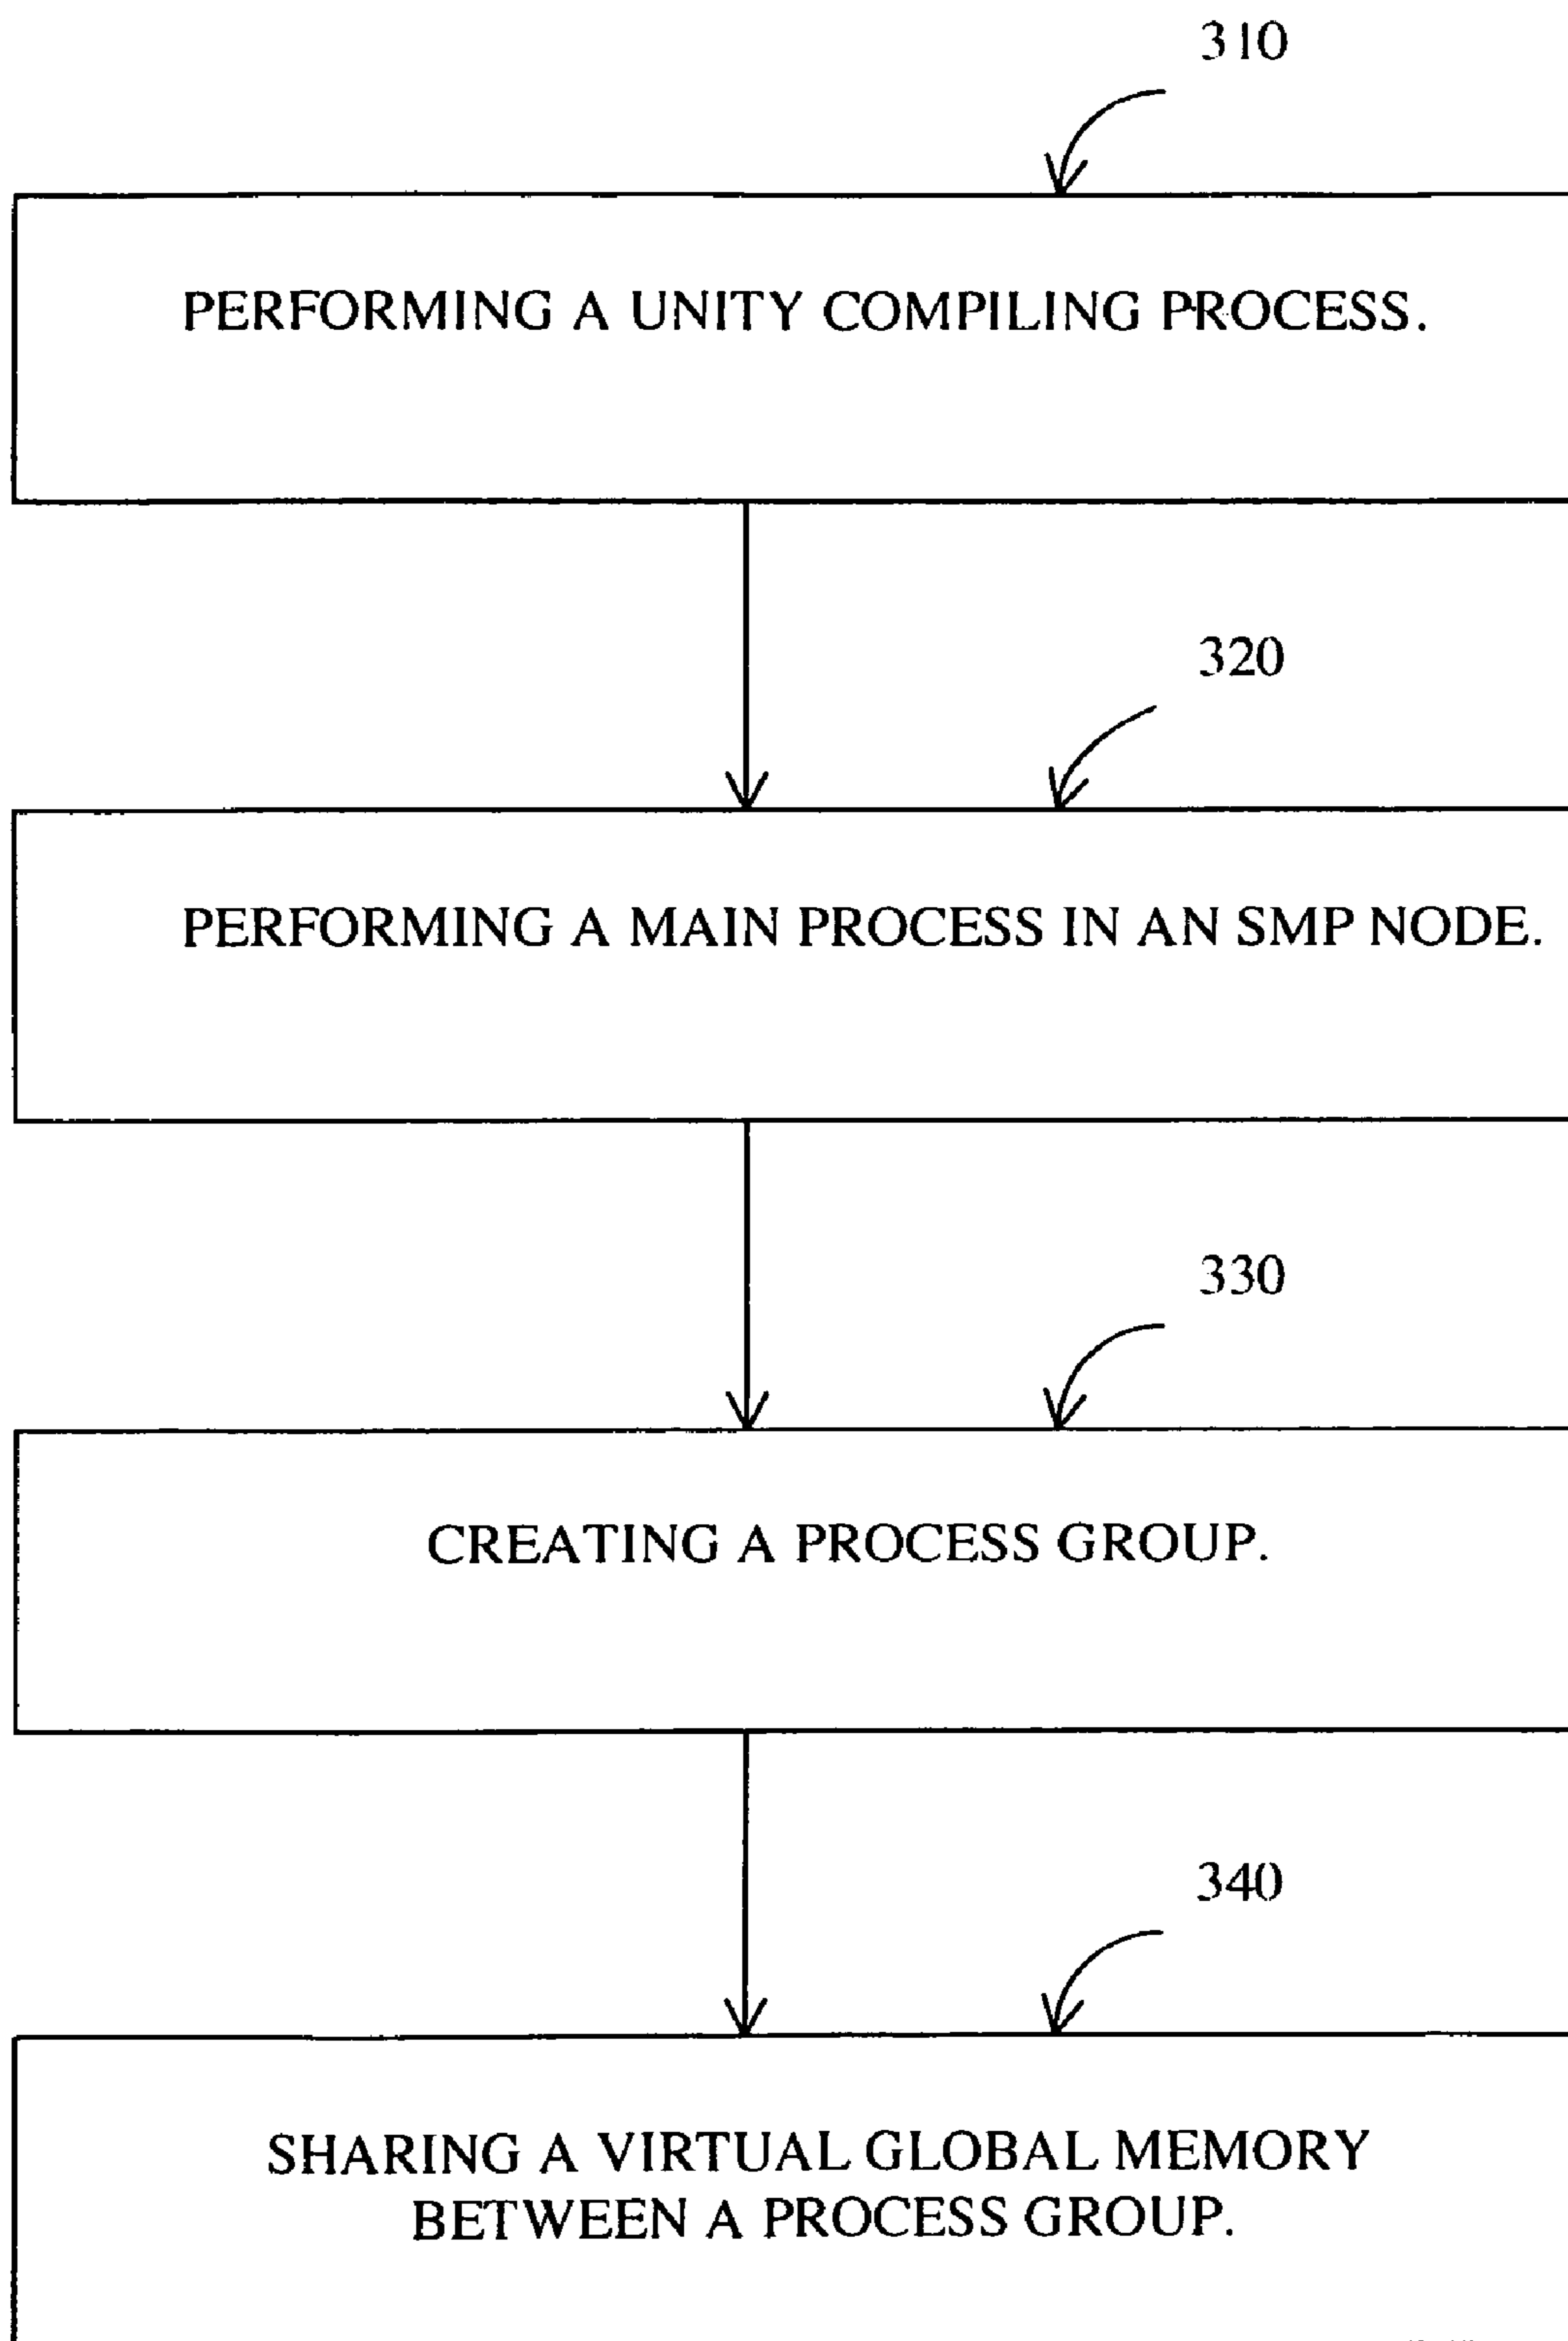 310
PERFORMING A UNITY COMPILING PROCESS.
320
PERFORMING A MAIN PROCESS IN AN SMP NODE.
330
CREATING A PROCESS GROUP.
340
SHARING A VIRTUAL GLOBAL MEMORY
BETWEEN A PROCESS GROUP.